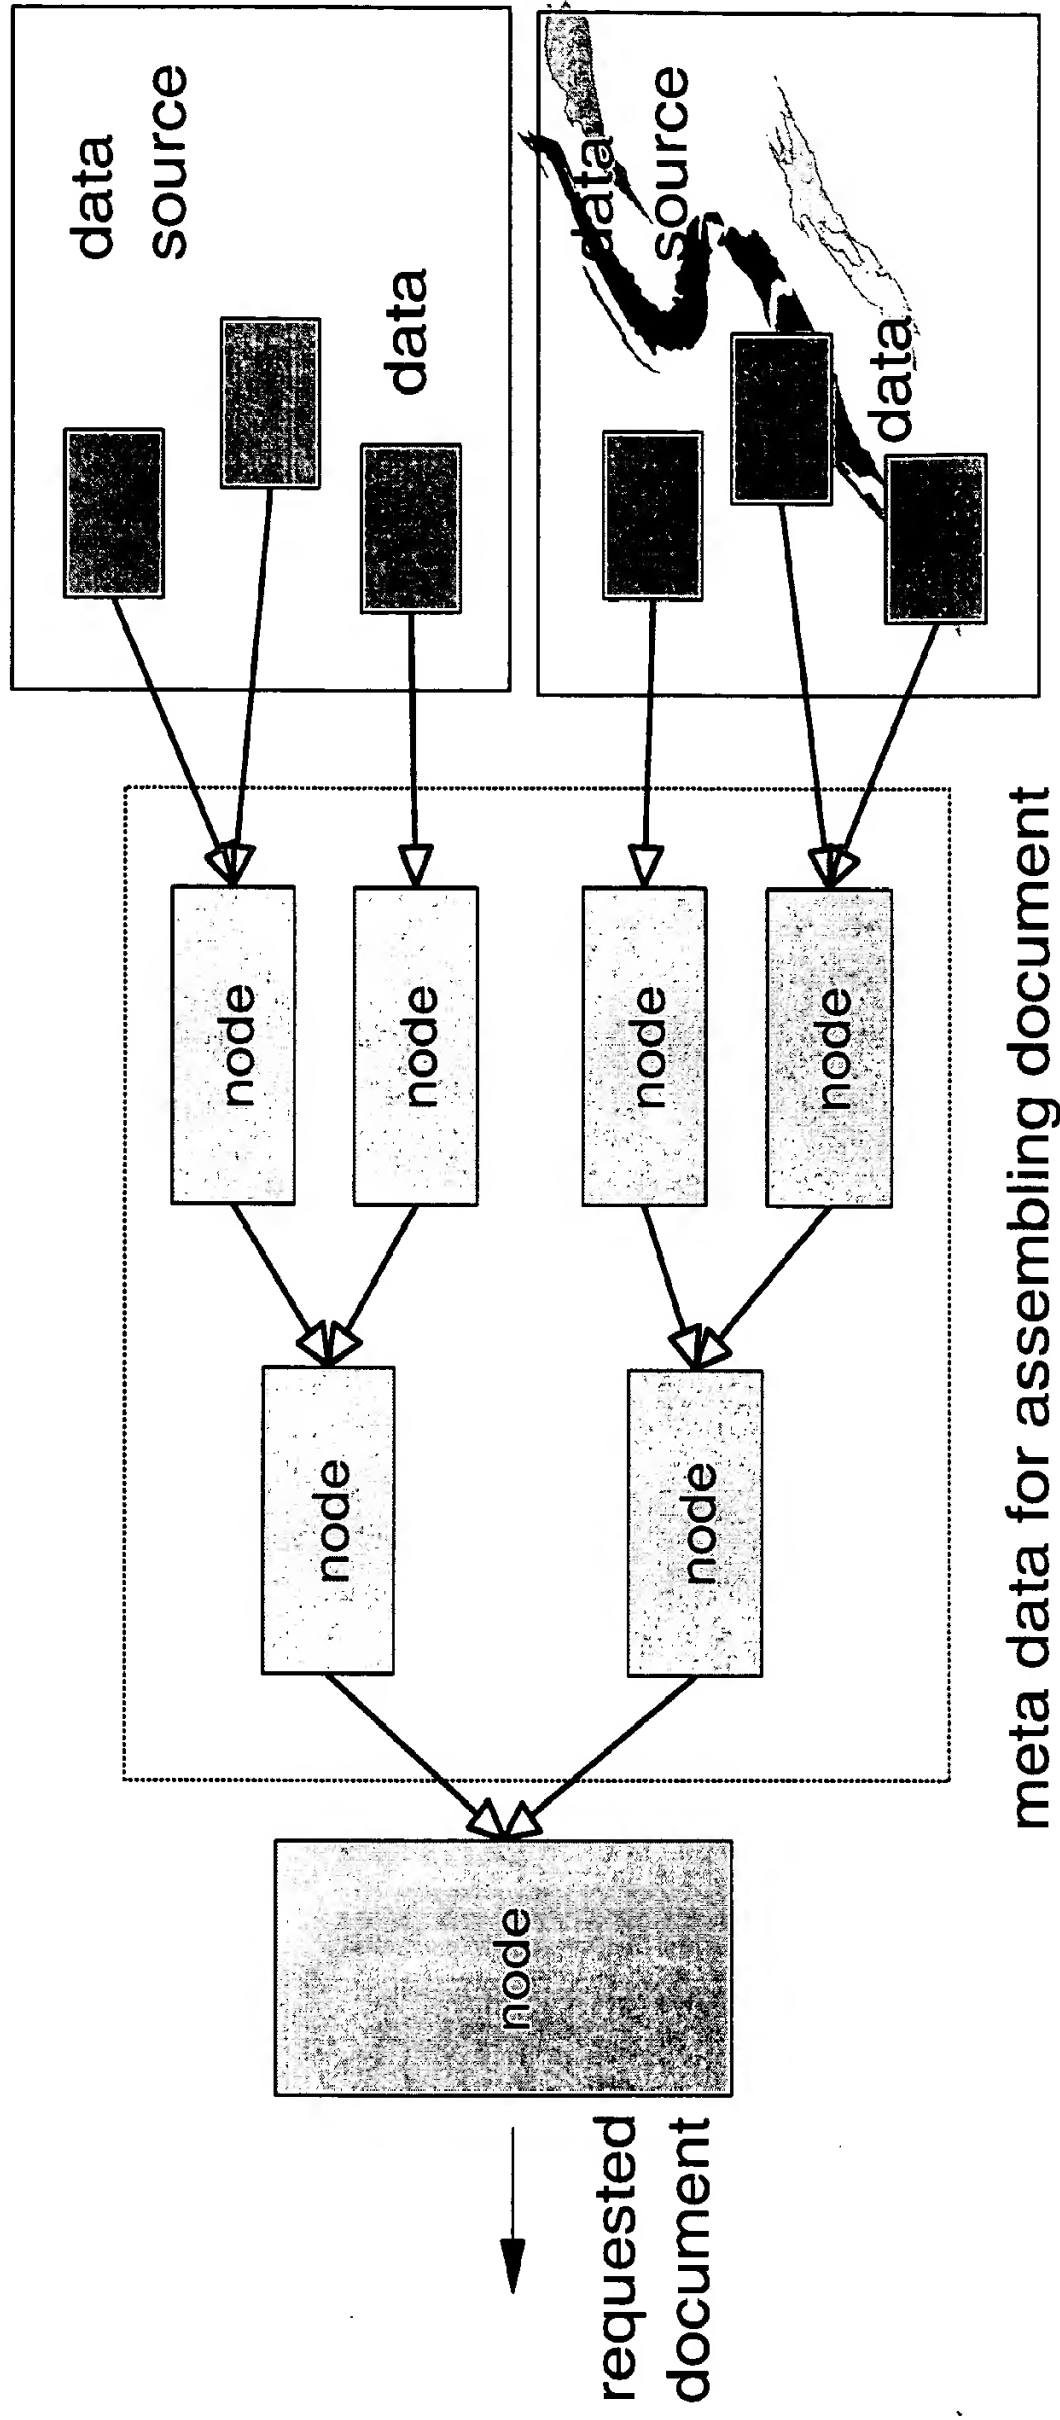 data
source
data
data
source
data
node
node
node
node
node
node
node
requested
document
meta data for assembling document